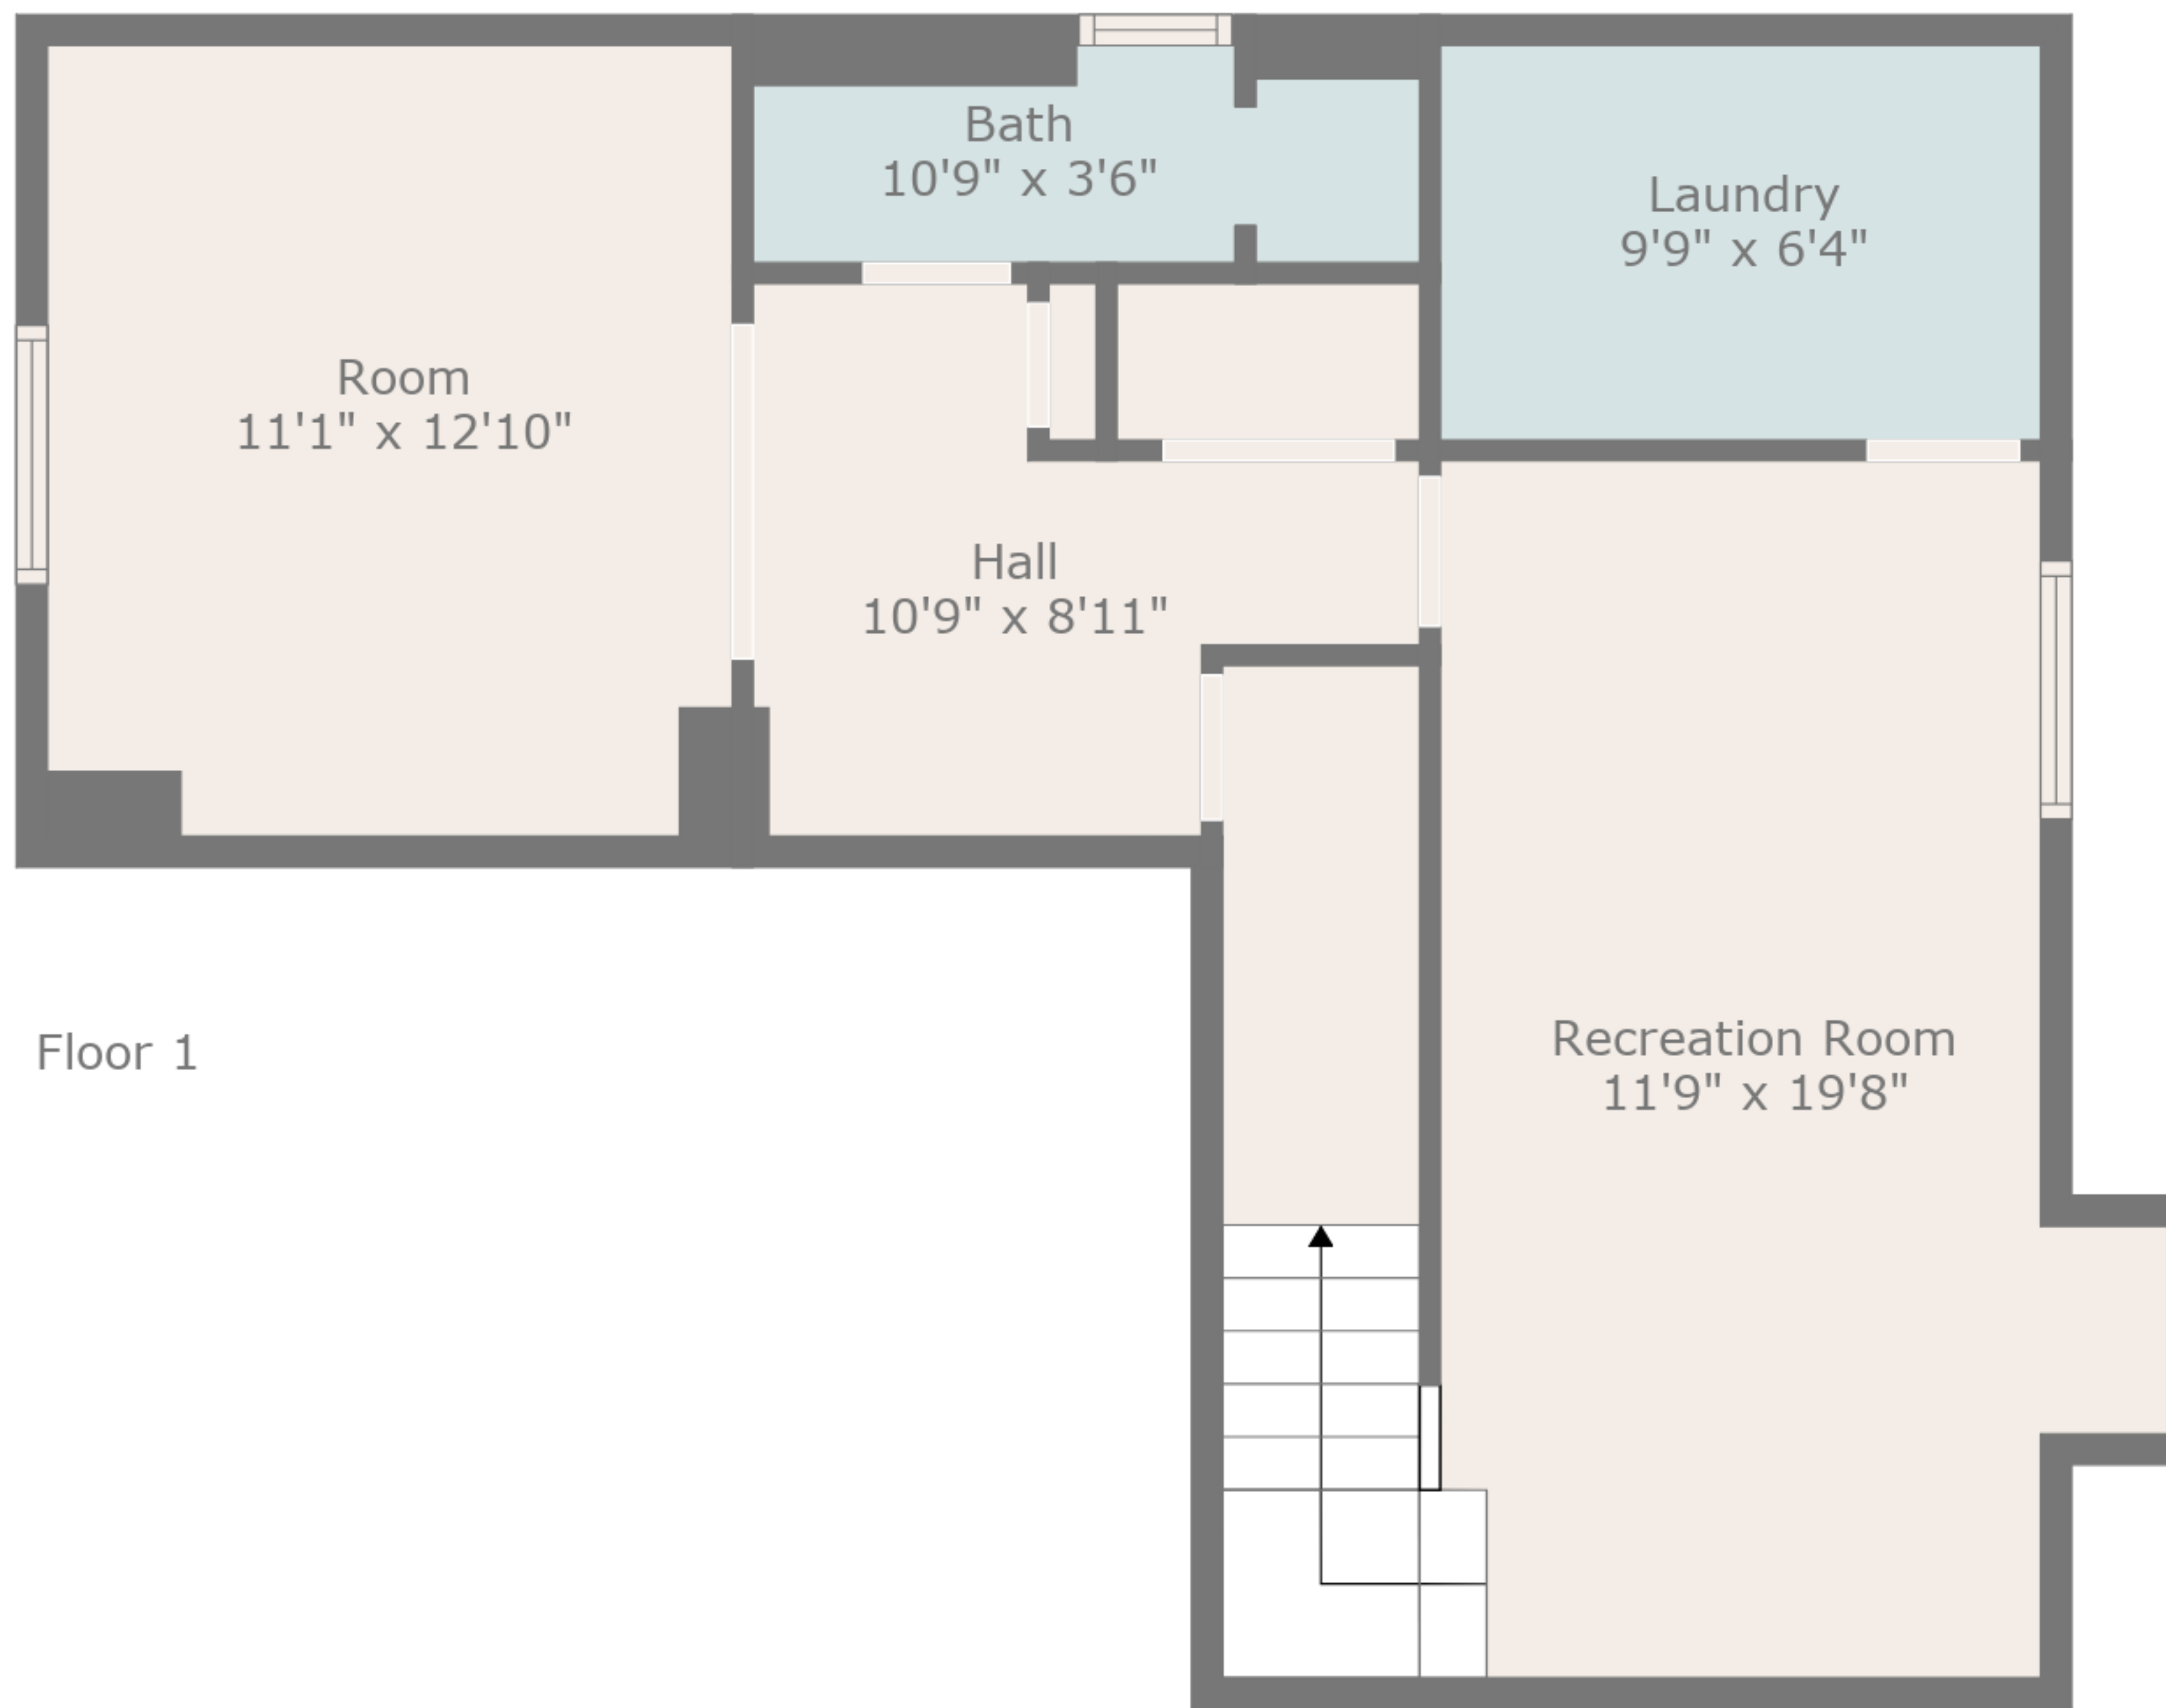 Bath
10'9" x 3'6"
Laundry
9'9" x 6'4"
Room
11'1" x 12'10"
Hall
10'9" x 8'11"
Floor 1
Recreation Room
11'9" x 19'8"